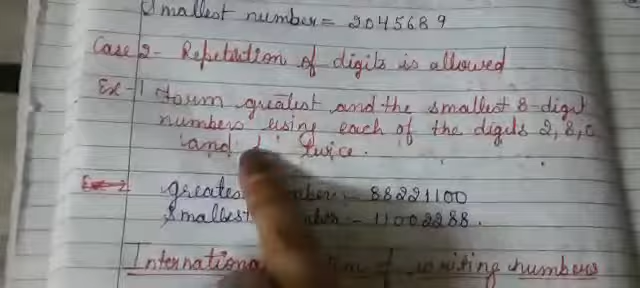 Smallest number = 2045689
Case 2- Repetition of digits is allowed
Ex-1 Form greatest and the smallest 8-digit
numbers using each of the digits 2, 8, 0
and 1 twice.
greatest number - 88221100
Smallest - 11002288.
International of writing numbers